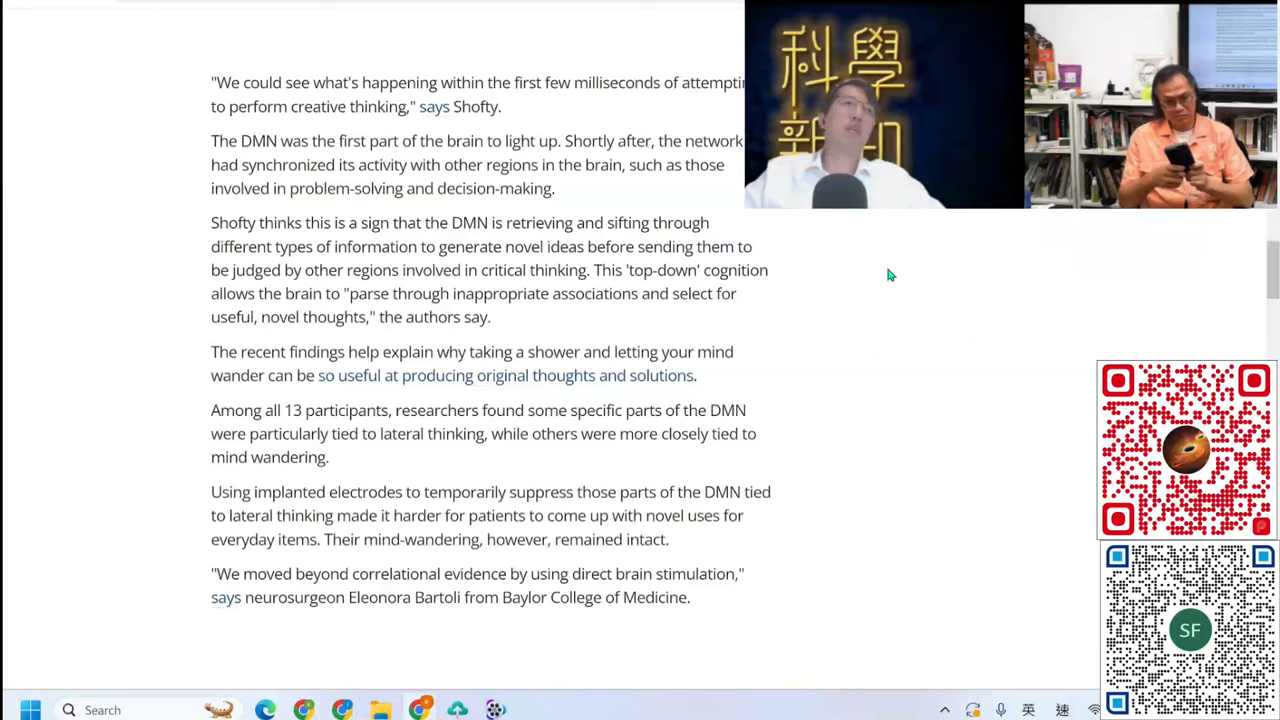 "We could see what's happening within the first few milliseconds of attemptin
to perform creative thinking," says Shofty.
The DMN was the first part of the brain to light up. Shortly after, the network
had synchronized its activity with other regions in the brain, such as those
involved in problem-solving and decision-making.
Shofty thinks this is a sign that the DMN is retrieving and sifting through
different types of information to generate novel ideas before sending them to
be judged by other regions involved in critical thinking. This 'top-down' cognition
allows the brain to "parse through inappropriate associations and select for
useful, novel thoughts," the authors say.
The recent findings help explain why taking a shower and letting your mind
wander can be so useful at producing original thoughts and solutions.
Among all 13 participants, researchers found some specific parts of the DMN
were particularly tied to lateral thinking, while others were more closely tied to
mind wandering.
Using implanted electrodes to temporarily suppress those parts of the DMN tied
to lateral thinking made it harder for patients to come up with novel uses for
everyday items. Their mind-wandering, however, remained intact.
"We moved beyond correlational evidence by using direct brain stimulation,"
says neurosurgeon Eleonora Bartoli from Baylor College of Medicine.
科學
SF
Search
英
速